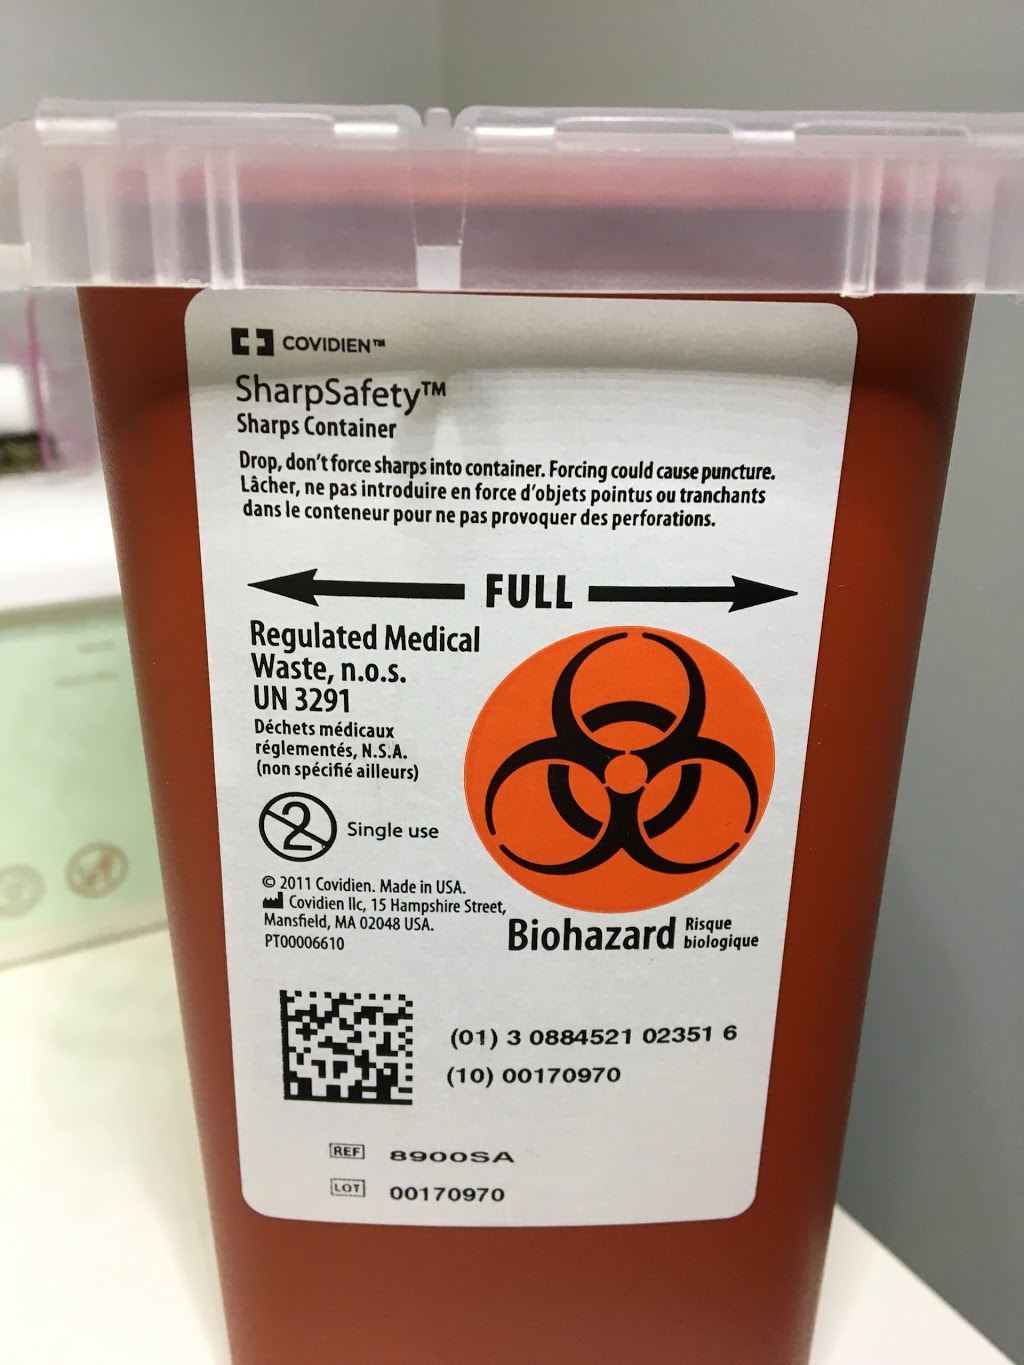 COVIDIEN™
SharpSafety™
Sharps Container
Drop, don't force sharps into container. Forcing could cause puncture.
Lâcher, ne pas introduire en force d'objets pointus ou tranchants
dans le conteneur pour ne pas provoquer des perforations.
FULL
Regulated Medical
Waste, n.o.s.
UN 3291
Déchets médicaux
réglementés, N.S.A.
(non spécifié ailleurs)
2 Single use
© 2011 Covidien. Made in USA.
Covidien llc, 15 Hampshire Street,
Mansfield, MA 02048 USA.
PT00006610
Biohazard Risque
biologique
(01) 3 0884521 02351 6
(10) 00170970
REF 8900SA
LOT 00170970